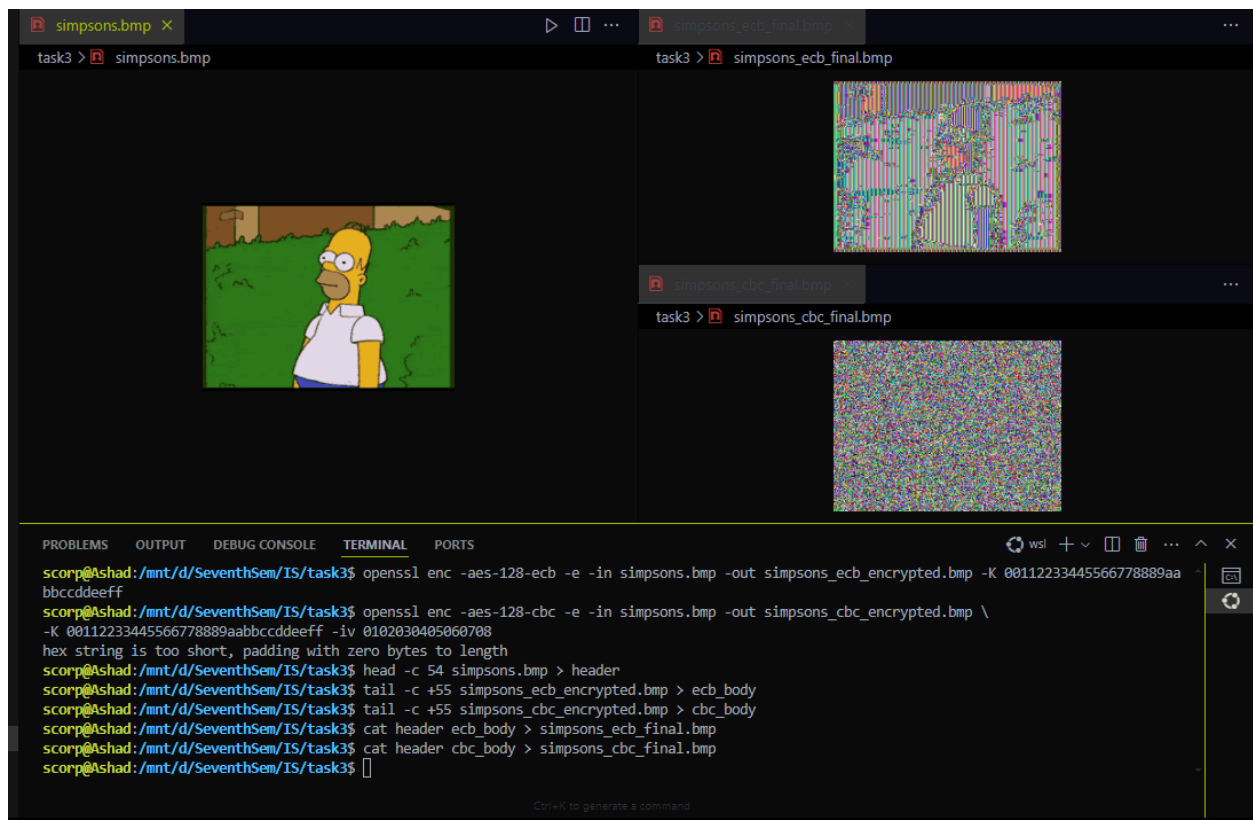 simpsons.bmp
simpsons_ecb_final.bmp
task3 > simpsons.bmp
task3 > simpsons_ecb_final.bmp
simpsons_cbc_final.bmp
task3 > simpsons_cbc_final.bmp
PROBLEMS OUTPUT DEBUG CONSOLE TERMINAL PORTS
wsl
scorp@Ashad:/mnt/d/SeventhSem/IS/task3$ openssl enc -aes-128-ecb -e -in simpsons.bmp -out simpsons_ecb_encrypted.bmp -K 00112233445566778889aa
bbccddeeff
scorp@Ashad:/mnt/d/SeventhSem/IS/task3$ openssl enc -aes-128-cbc -e -in simpsons.bmp -out simpsons_cbc_encrypted.bmp \
-K 00112233445566778889aabbccddeeff -iv 0102030405060708
hex string is too short, padding with zero bytes to length
scorp@Ashad:/mnt/d/SeventhSem/IS/task3$ head -c 54 simpsons.bmp > header
scorp@Ashad:/mnt/d/SeventhSem/IS/task3$ tail -c +55 simpsons_ecb_encrypted.bmp > ecb_body
scorp@Ashad:/mnt/d/SeventhSem/IS/task3$ tail -c +55 simpsons_cbc_encrypted.bmp > cbc_body
scorp@Ashad:/mnt/d/SeventhSem/IS/task3$ cat header ecb_body > simpsons_ecb_final.bmp
scorp@Ashad:/mnt/d/SeventhSem/IS/task3$ cat header cbc_body > simpsons_cbc_final.bmp
scorp@Ashad:/mnt/d/SeventhSem/IS/task3$
Ctrl+K to generate a command